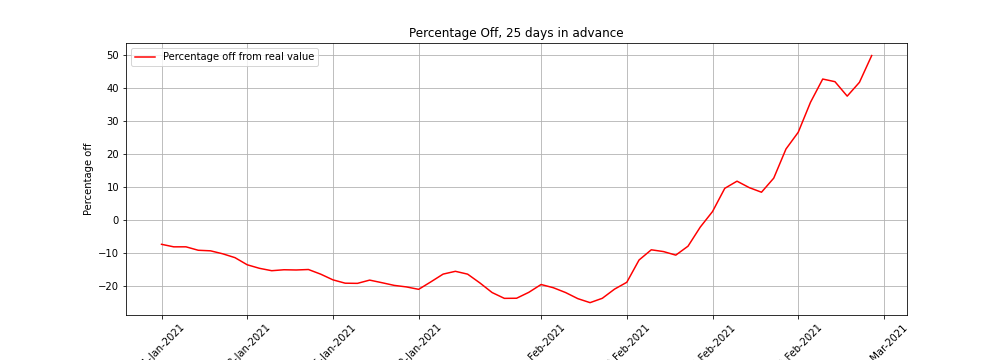 Percentage Off, 25 days in advance
Percentage off from real value
Percentage off
50
40
30
20
10
0
−10
−20
-Jan-2021
-Jan-2021
-Jan-2021
-Jan-2021
Feb-2021
Feb-2021
Feb-2021
Feb-2021
Mar-2021